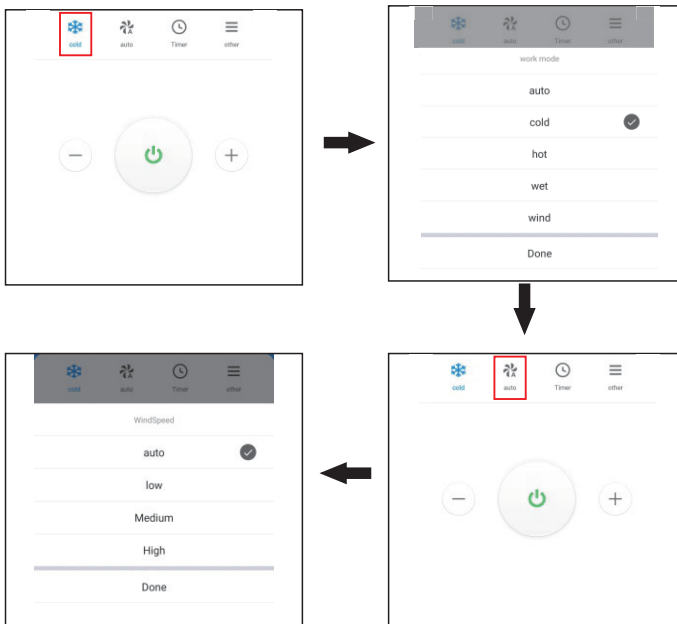 cold auto Timer other
cold auto Timer other
work mode
auto
cold
hot
wet
wind
Done
cold auto Timer other
cold auto Timer other
WindSpeed
auto
low
Medium
High
Done